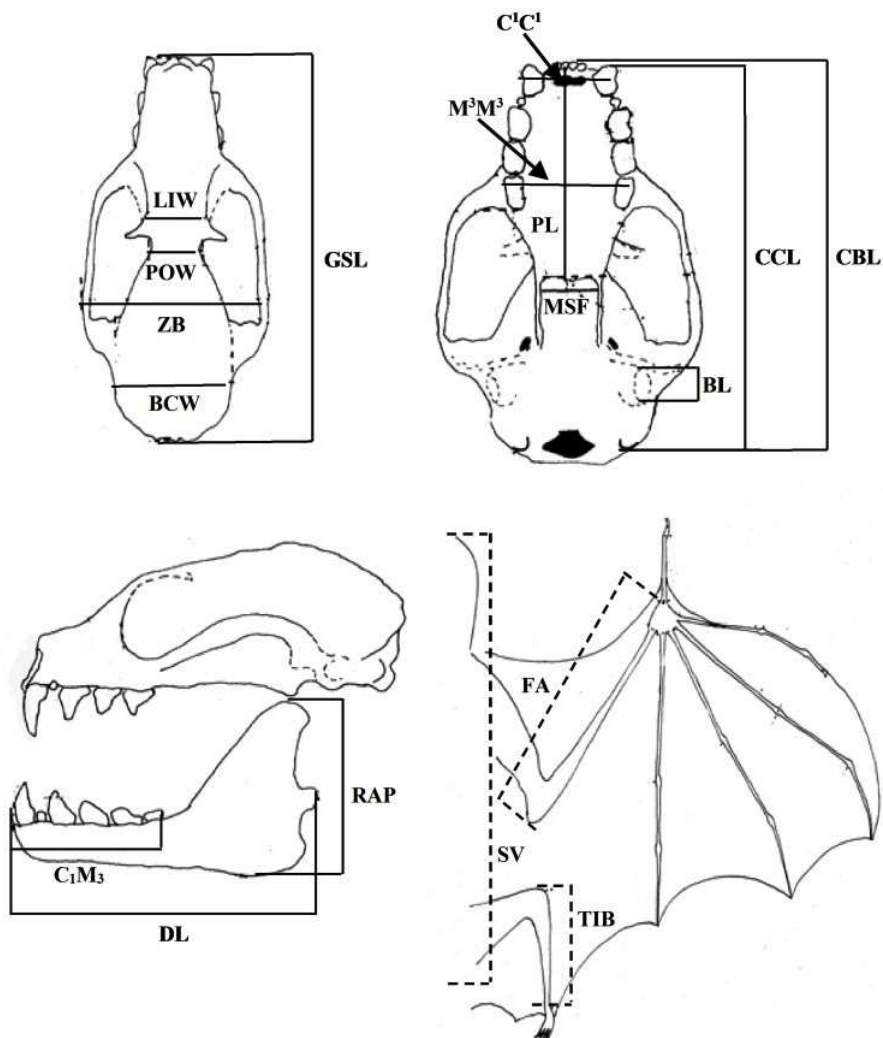 LIW
POW
ZB
BCW
GSL
C¹C¹
M³M³
PL
MSF
BL
CCL
CBL
RAP
C₁M₃
DL
FA
SV
TIB